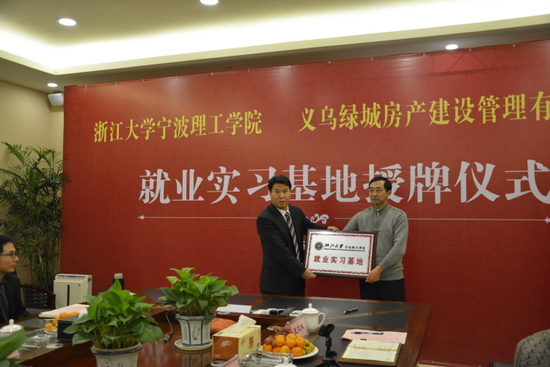 浙江大学宁波理工学院 义乌绿城房产建设管理有
就业实习基地授牌仪式
浙江大学
就业实习基地